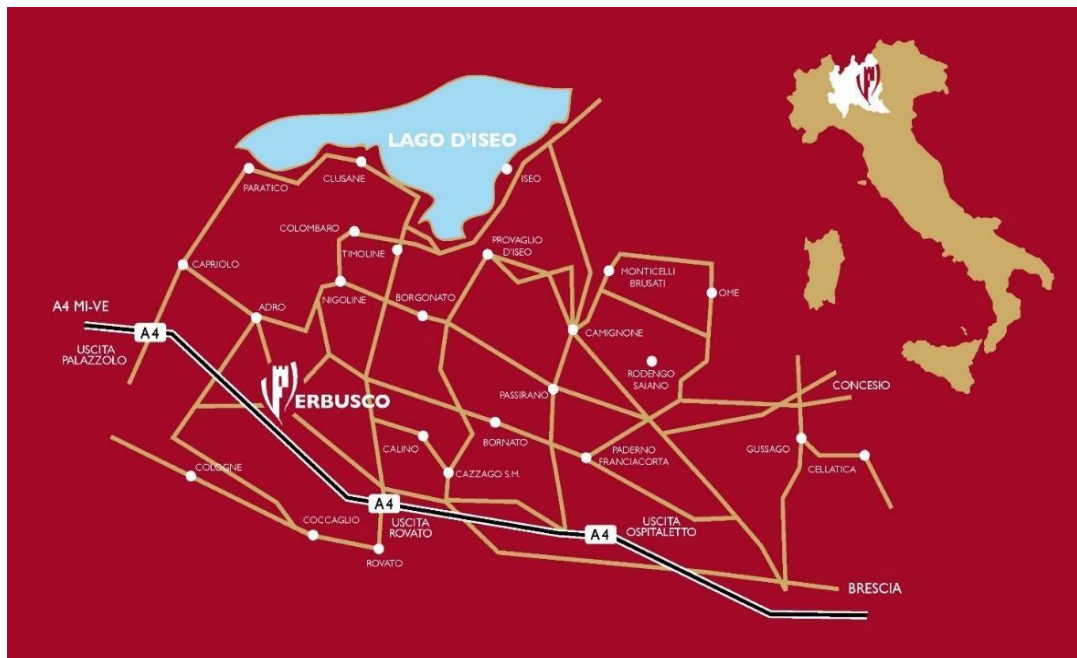 LAGO D'ISEO
PARATICO
CLUSANE
ISEO
COLOMBARO
TIMOLINE
PROVAGLIO
D'ISEO
CAPRIOLO
MONTICELLI
BRUSATI
OME
NIGOLINE
BORGONATO
A4 MI-VE
ADRO
A4
USCITA
PALAZZOLO
CAMIGNONE
RODENGO
SAIANO
CONCESIO
ERBUSCO
PASSIRANO
BORNATO
CALINO
PADERNO
FRANCIACORTA
GUSSAGO
CELLATICA
COLOGNE
CAZZAGO S.M.
A4
USCITA
ROVATO
COCCAGLIO
ROVATO
A4
USCITA
OSPITALETTO
BRESCIA